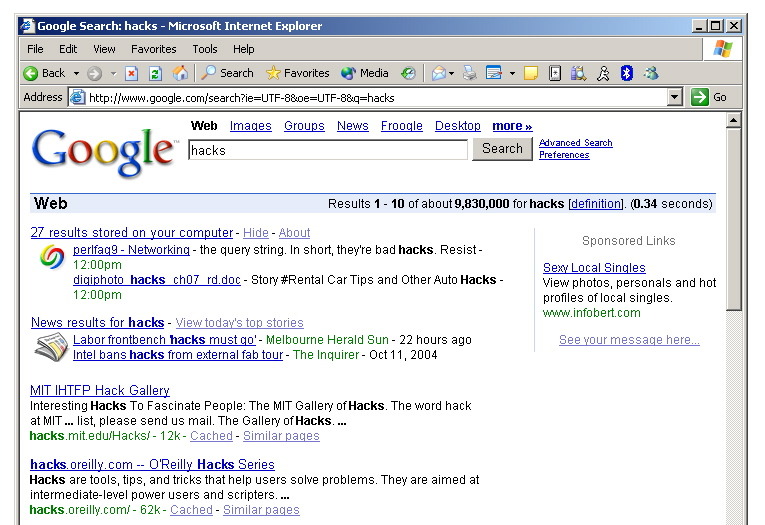 Google Search: hacks - Microsoft Internet Explorer
File Edit View Favorites Tools Help
Back Search Favorites Media
Address http://www.google.com/search?ie=UTF-8&oe=UTF-8&q=hacks Go
Google™
Web Images Groups News Froogle Desktop more »
hacks Search Advanced Search
Preferences
Web Results 1 - 10 of about 9,830,000 for hacks [definition]. (0.34 seconds)
27 results stored on your computer - Hide - About
perlfaq9 - Networking - the query string. In short, they're bad hacks. Resist -
12:00pm
digiphoto_hacks_ch07_rd.doc - Story #Rental Car Tips and Other Auto Hacks -
12:00pm
News results for hacks - View today's top stories
Labor frontbench 'hacks must go' - Melbourne Herald Sun - 22 hours ago
Intel bans hacks from external fab tour - The Inquirer - Oct 11, 2004
MIT IHTFP Hack Gallery
Interesting Hacks To Fascinate People: The MIT Gallery of Hacks. The word hack
at MIT ... list, please send us mail. The Gallery of Hacks. ...
hacks.mit.edu/Hacks/ - 12k - Cached - Similar pages
hacks.oreilly.com -- O'Reilly Hacks Series
Hacks are tools, tips, and tricks that help users solve problems. They are aimed at
intermediate-level power users and scripters. ...
hacks.oreilly.com/ - 62k - Cached - Similar pages
Sponsored Links
Sexy Local Singles
View photos, personals and hot
profiles of local singles.
www.infobert.com
See your message here...